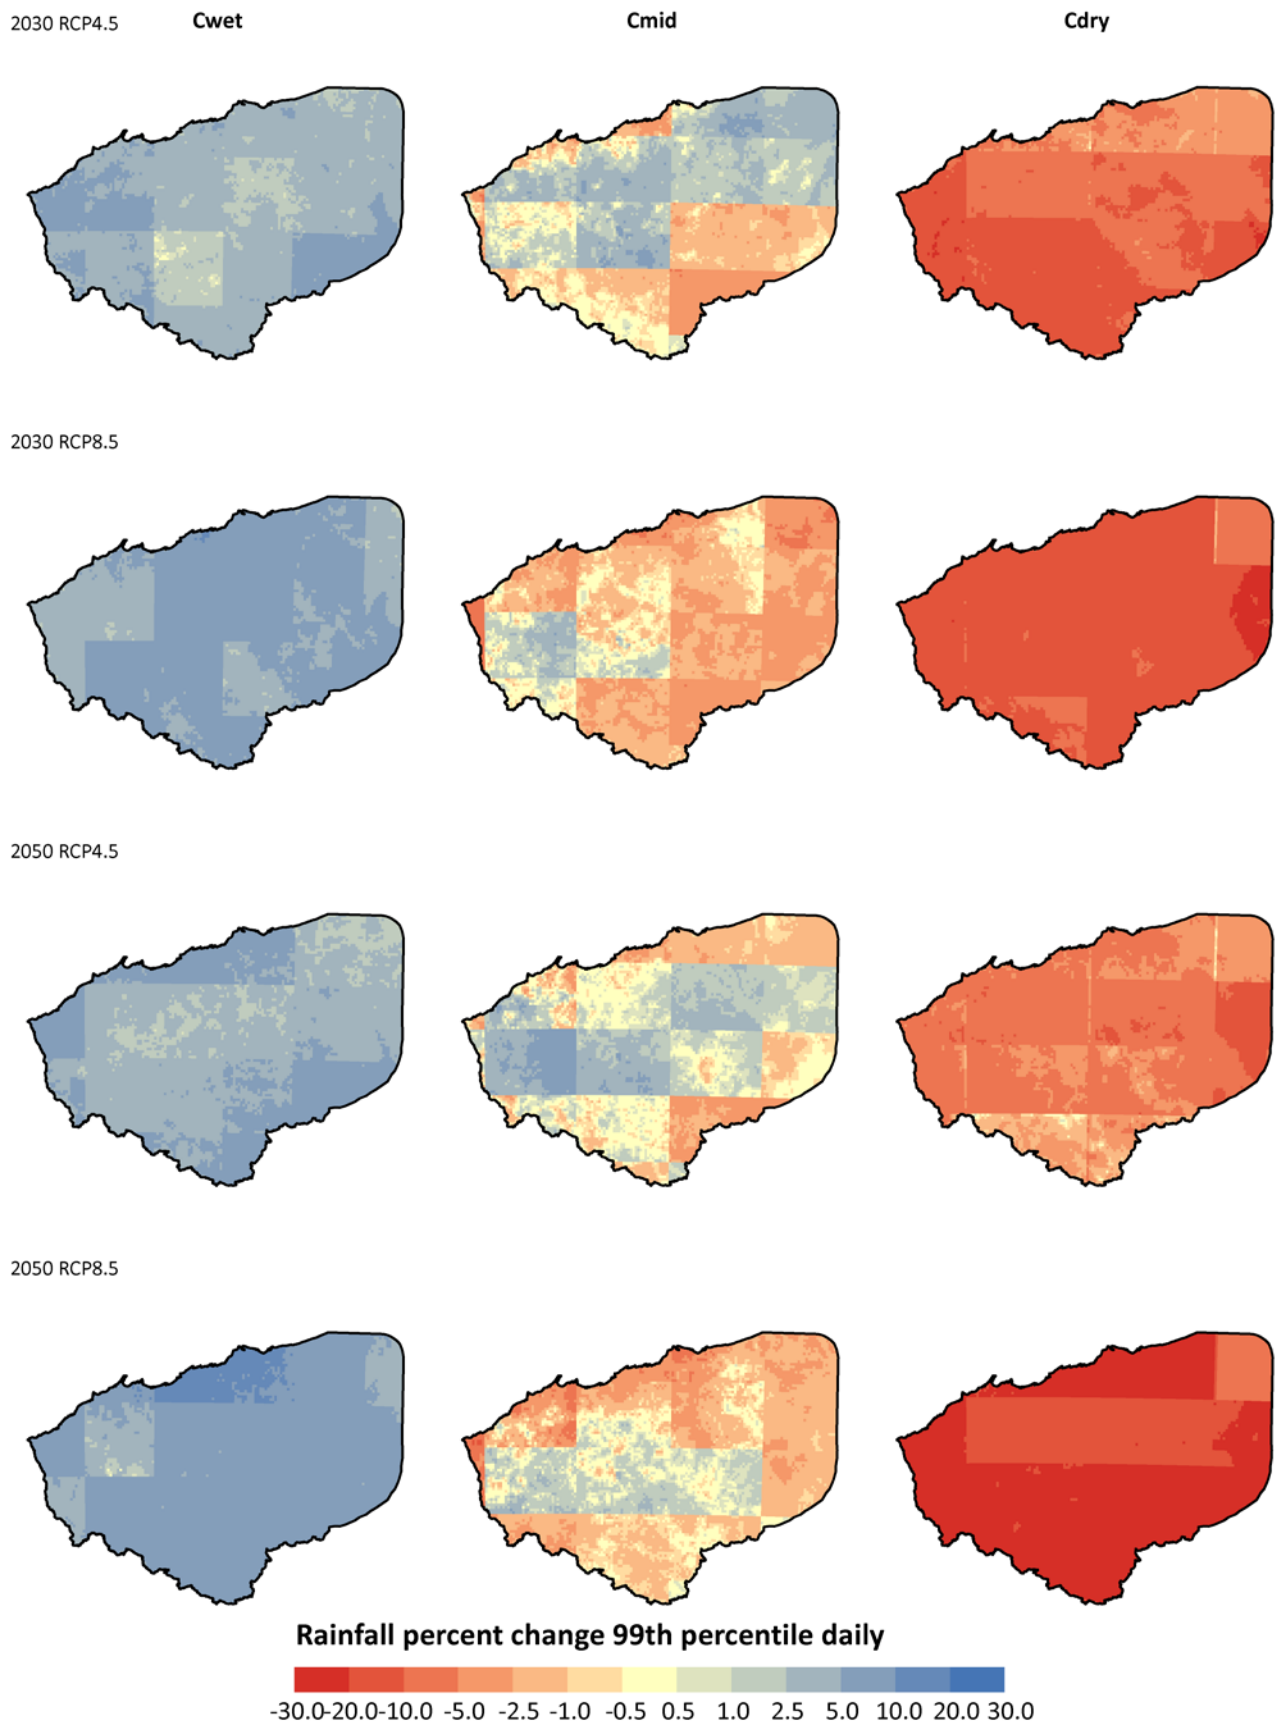 2030 RCP4.5 Cwet Cmid Cdry
2030 RCP8.5
2050 RCP4.5
2050 RCP8.5
Rainfall percent change 99th percentile daily
-30.0-20.0-10.0 -5.0 -2.5 -1.0 -0.5 0.5 1.0 2.5 5.0 10.0 20.0 30.0